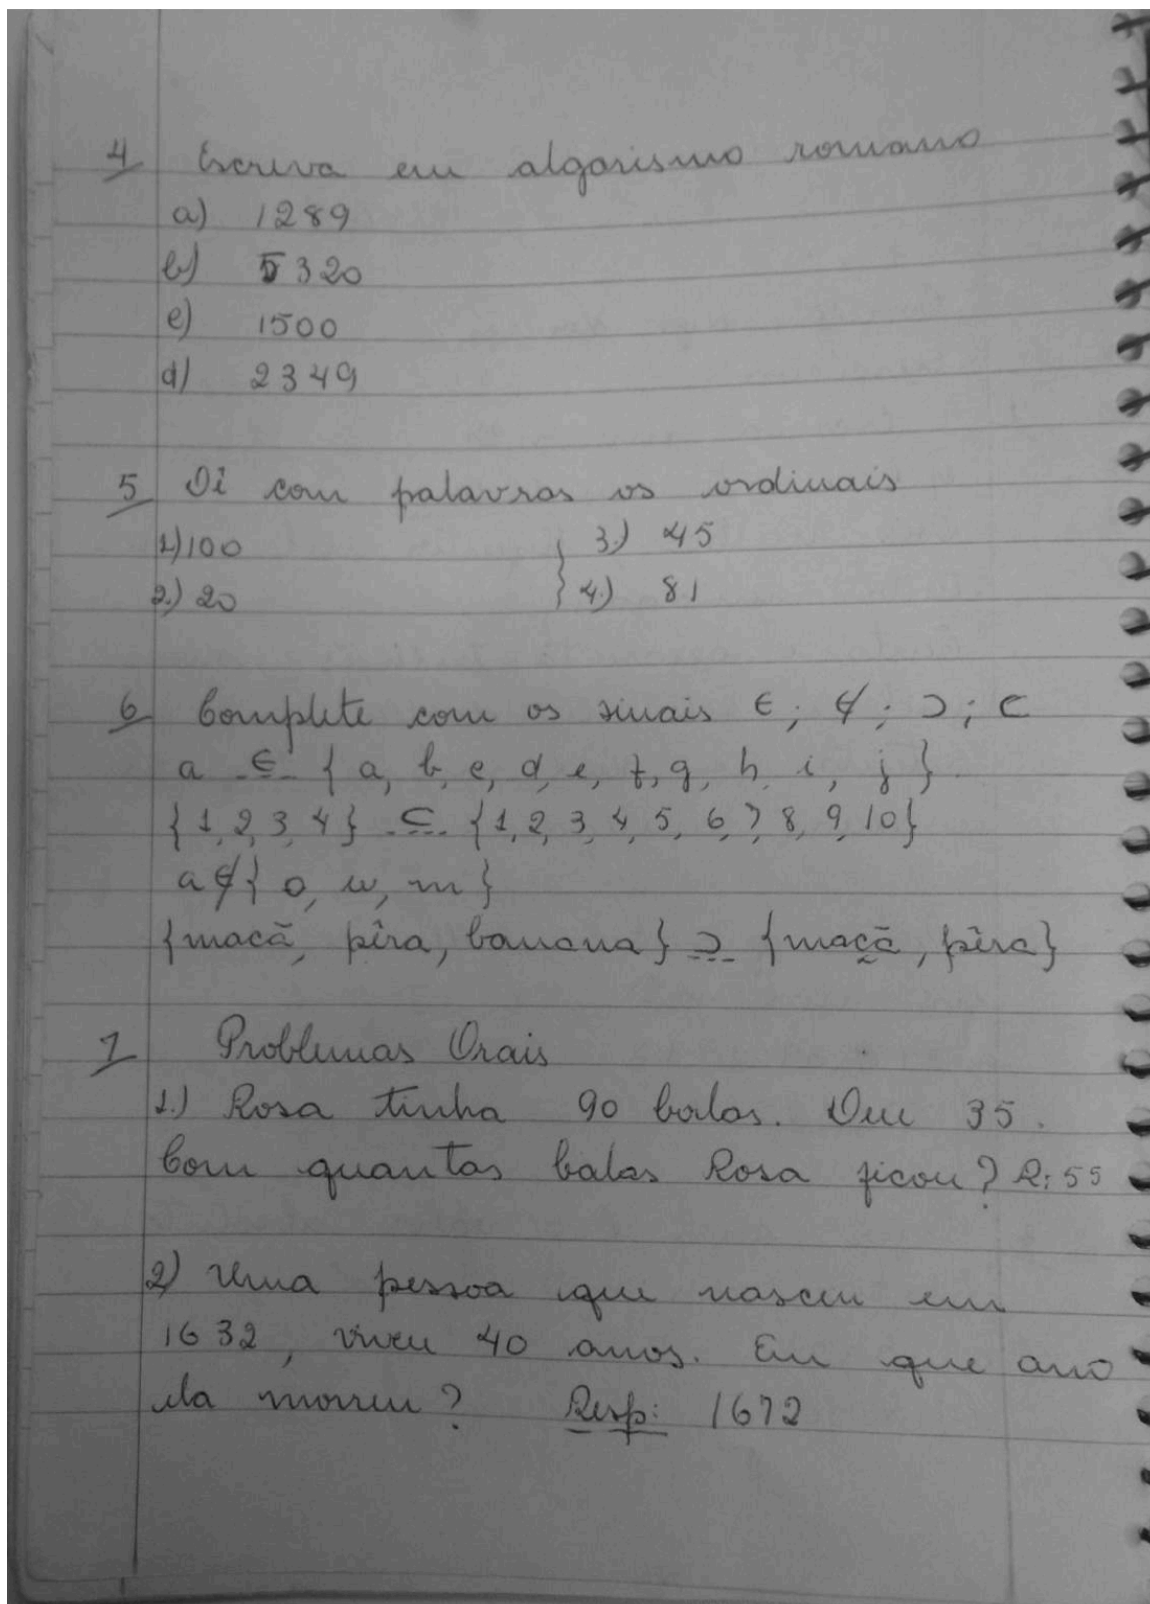 4 Escreva em algarismo romano
a) 1289
b) 5320
c) 1500
d) 2349
5 Dê com palavras os ordinais
1) 100 3.) 45
2.) 20 4.) 81
6 Complete com os sinais ∈; ∉; ⊃; ⊂
a ∈ {a, b, c, d, e, f, g, h, i, j}
{1, 2, 3, 4} ⊂ {1, 2, 3, 4, 5, 6, 7, 8, 9, 10}
a ∉ { o, w, m }
{maçã, pêra, banana} ⊃ {maçã, pêra}
7 Problemas Orais
1.) Rosa tinha 90 balas. Deu 35.
Com quantas balas Rosa ficou? R: 55
2) Uma pessoa que nasceu em
1632, viveu 40 anos. Em que ano
ela morreu? Resp: 1672